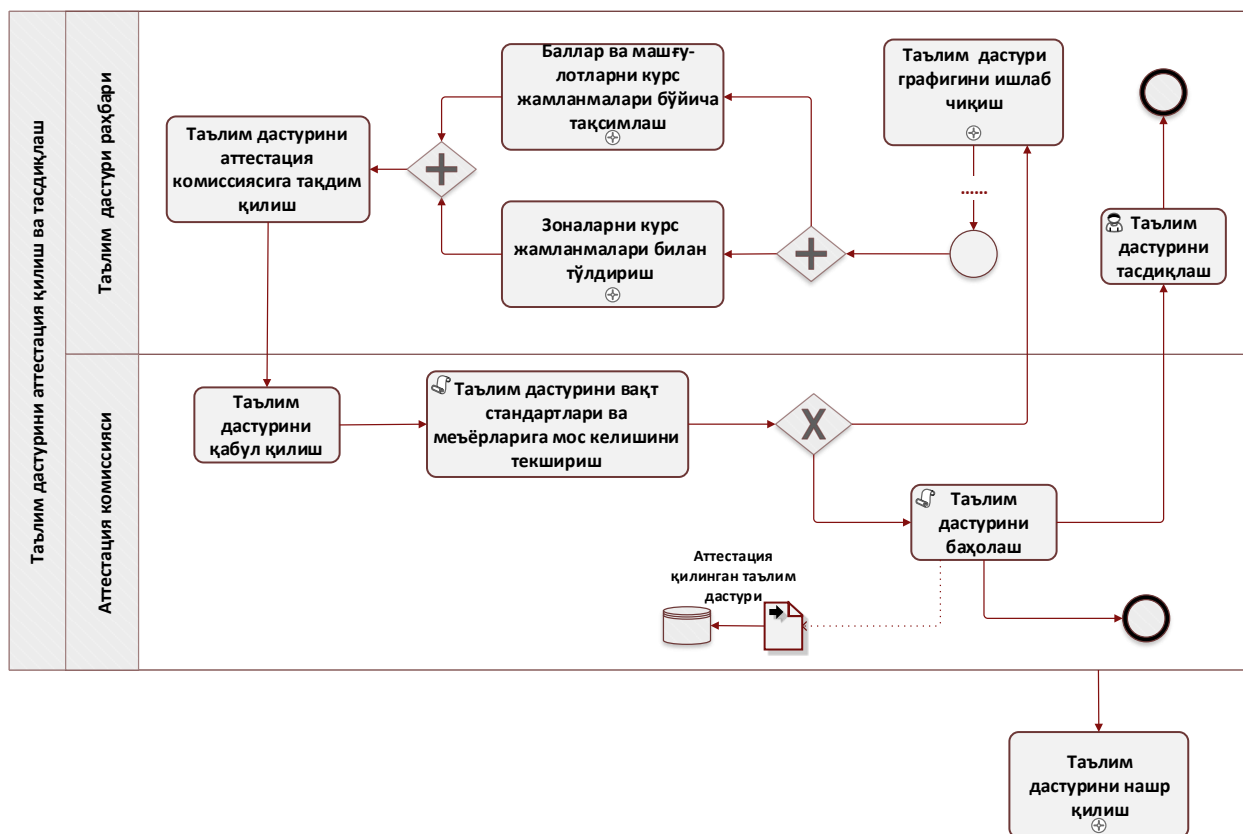 Таълим дастурини аттестация қилиш ва тасдиқлаш
Таълим дастури раҳбари
Таълим дастурини
аттестация
комиссиясига тақдим
қилиш
Баллар ва машғу-
лотларни курс
жамланмалари бўйича
тақсимлаш
Зоналарни курс
жамланмалари билан
тўлдириш
Таълим дастури
графигини ишлаб
чиқиш
......
Таълим
дастурини
тасдиқлаш
Аттестация комиссияси
Таълим
дастурини
қабул қилиш
Таълим дастурини вақт
стандартлари ва
меъёрларига мос келишини
текшириш
X
Таълим
дастурини
баҳолаш
Аттестация
қилинган таълим
дастури
Таълим
дастурини нашр
қилиш